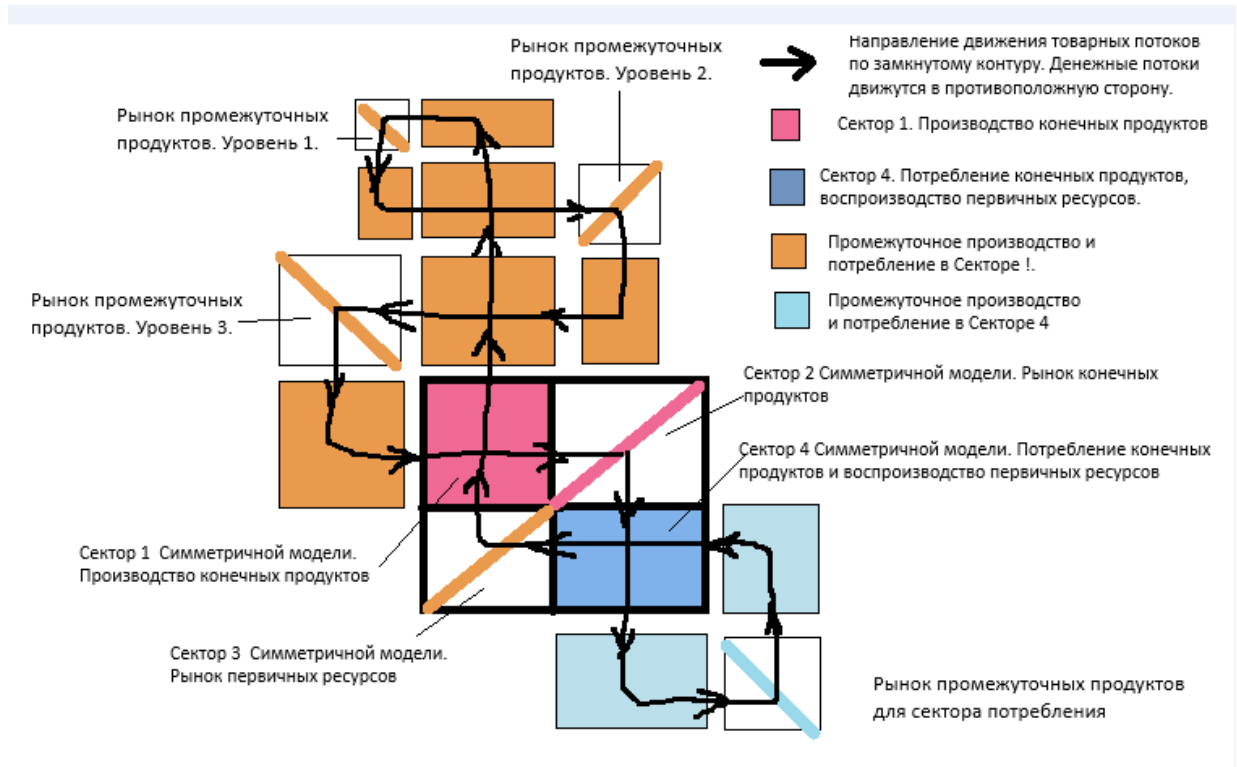 Рынок промежуточных
продуктов. Уровень 2.
Направление движения товарных потоков
по замкнутому контуру. Денежные потоки
движутся в противоположную сторону.
Рынок промежуточных
продуктов. Уровень 1.
Сектор 1. Производство конечных продуктов
Сектор 4. Потребление конечных продуктов,
воспроизводство первичных ресурсов.
Промежуточное производство и
потребление в Секторе !.
Рынок промежуточных
продуктов. Уровень 3.
Промежуточное производство
и потребление в Секторе 4
Сектор 2 Симметричной модели. Рынок конечных
продуктов
Сектор 4 Симметричной модели. Потребление конечных
продуктов и воспроизводство первичных ресурсов
Сектор 1 Симметричной модели.
Производство конечных продуктов
Сектор 3 Симметричной модели.
Рынок первичных ресурсов
Рынок промежуточных продуктов
для сектора потребления